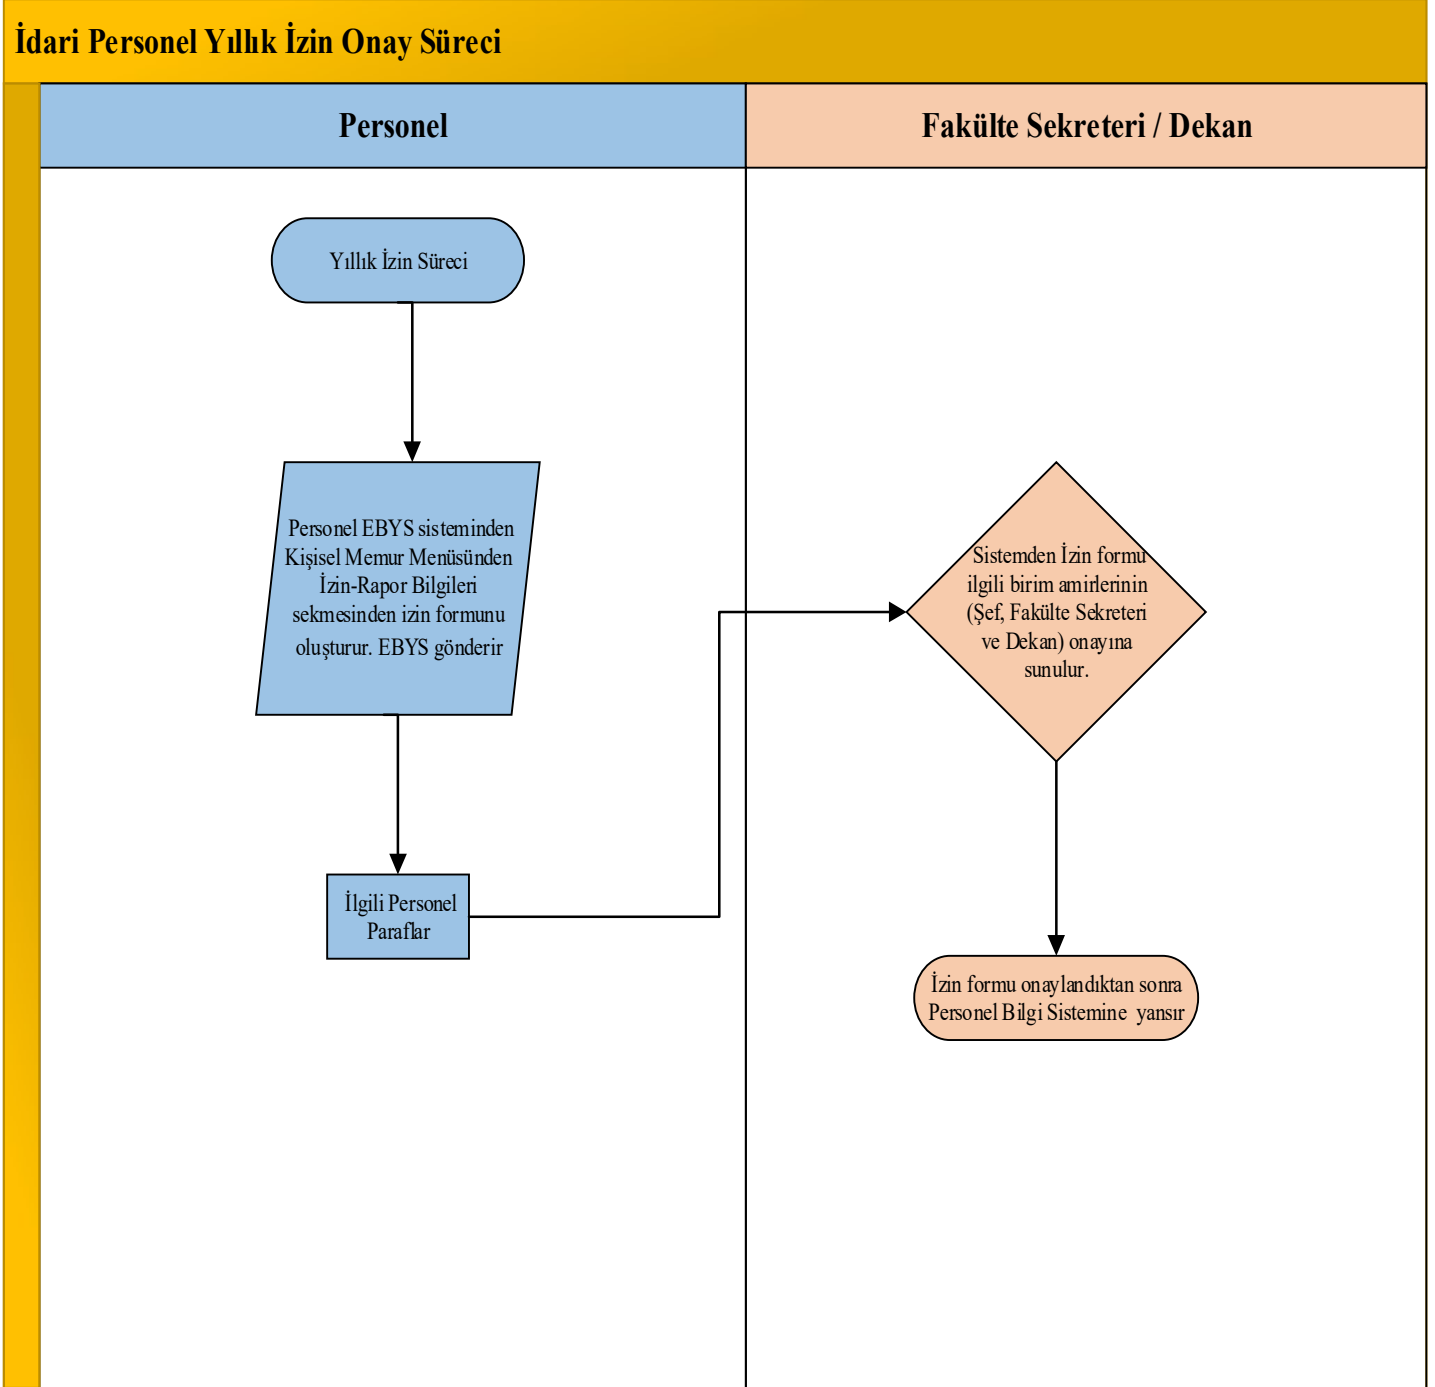 İdari Personel Yıllık İzin Onay Süreci
Personel
Fakülte Sekreteri / Dekan
Yıllık İzin Süreci
Personel EBYS sisteminden
Kişisel Memur Menüsünden
İzin-Rapor Bilgileri
sekmesinden izin formunu
oluşturur. EBYS gönderir
İlgili Personel
Paraflar
Sistemden İzin formu
ilgili birim amirlerinin
(Şef, Fakülte Sekreteri
ve Dekan) onayına
sunulur.
İzin formu onaylandıktan sonra
Personel Bilgi Sistemine yansır